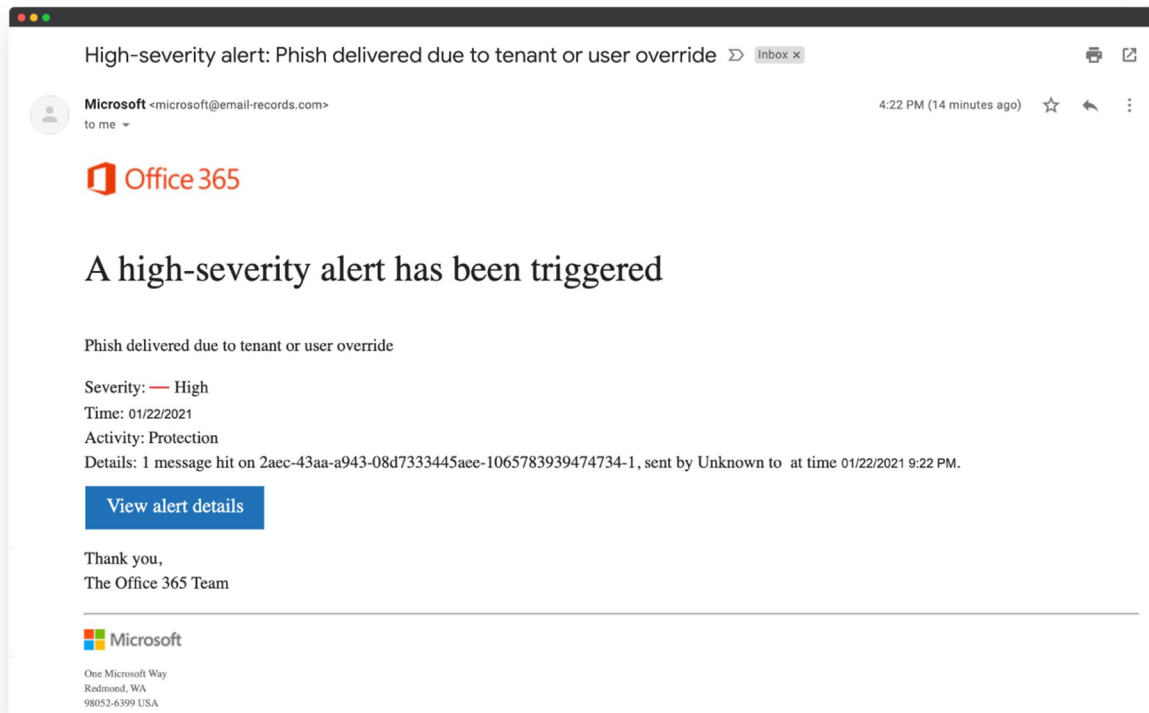 High-severity alert: Phish delivered due to tenant or user override Inbox x
Microsoft <microsoft@email-records.com> 4:22 PM (14 minutes ago)
to me
Office 365
A high-severity alert has been triggered
Phish delivered due to tenant or user override
Severity: — High
Time: 01/22/2021
Activity: Protection
Details: 1 message hit on 2aec-43aa-a943-08d7333445aee-1065783939474734-1, sent by Unknown to at time 01/22/2021 9:22 PM.
View alert details
Thank you,
The Office 365 Team
Microsoft
One Microsoft Way
Redmond, WA
98052-6399 USA